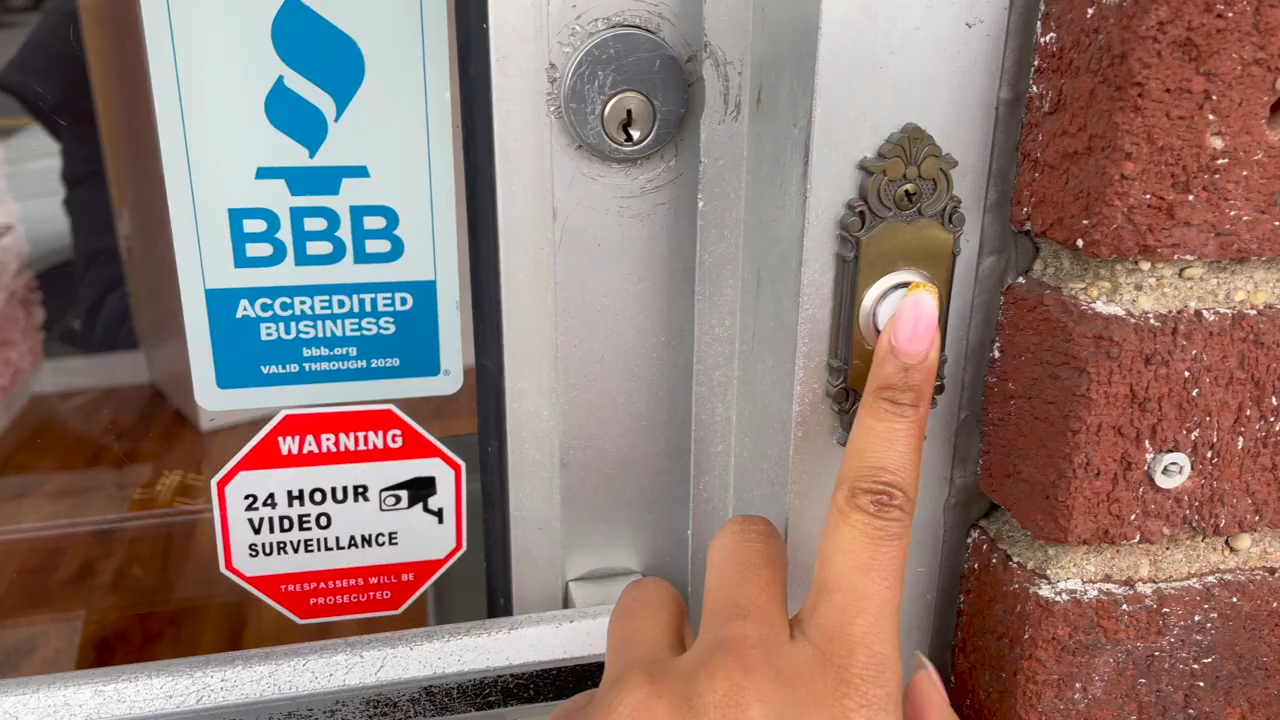 BBB
ACCREDITED
BUSINESS
bbb.org
VALID THROUGH 2020
®
WARNING
24 HOUR
VIDEO
SURVEILLANCE
TRESPASSERS WILL BE
PROSECUTED